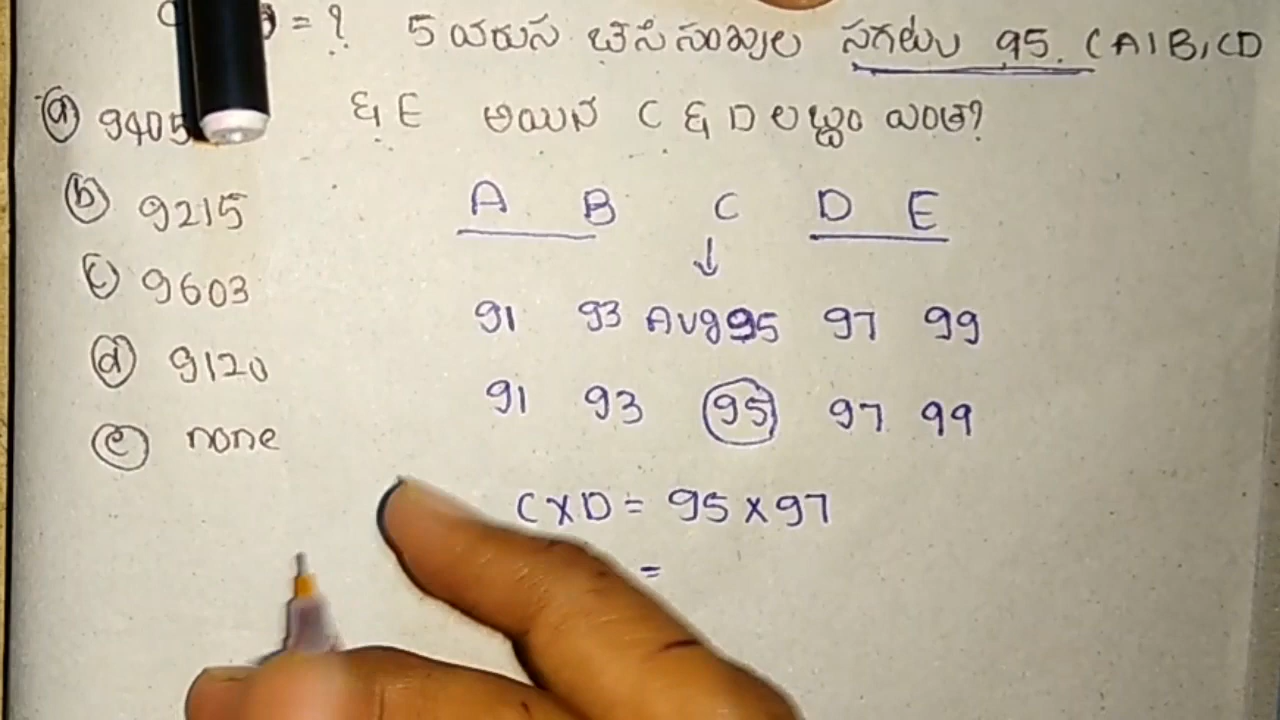 = ? 5 వరుస బేసి సంఖ్యల సగటు 95. (A, B, C, D
& E అయిన C & D లబ్దం ఎంత?
(a) 9405
(b) 9215
(c) 9603
(d) 9120
(e) none
A B C D E
↓
91 93 Avg 95 97 99
91 93 95 97 99
C×D = 95×97
=